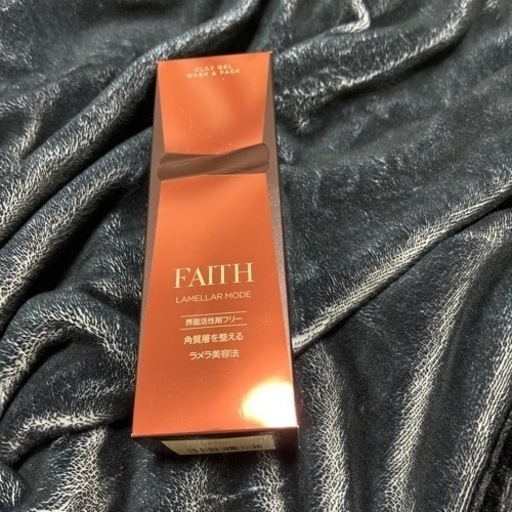 CLAY GEL
WASH & PACK
FAITH
LAMELLAR MODE
界面活性剤フリー
角質層を整える
ラメラ美容法